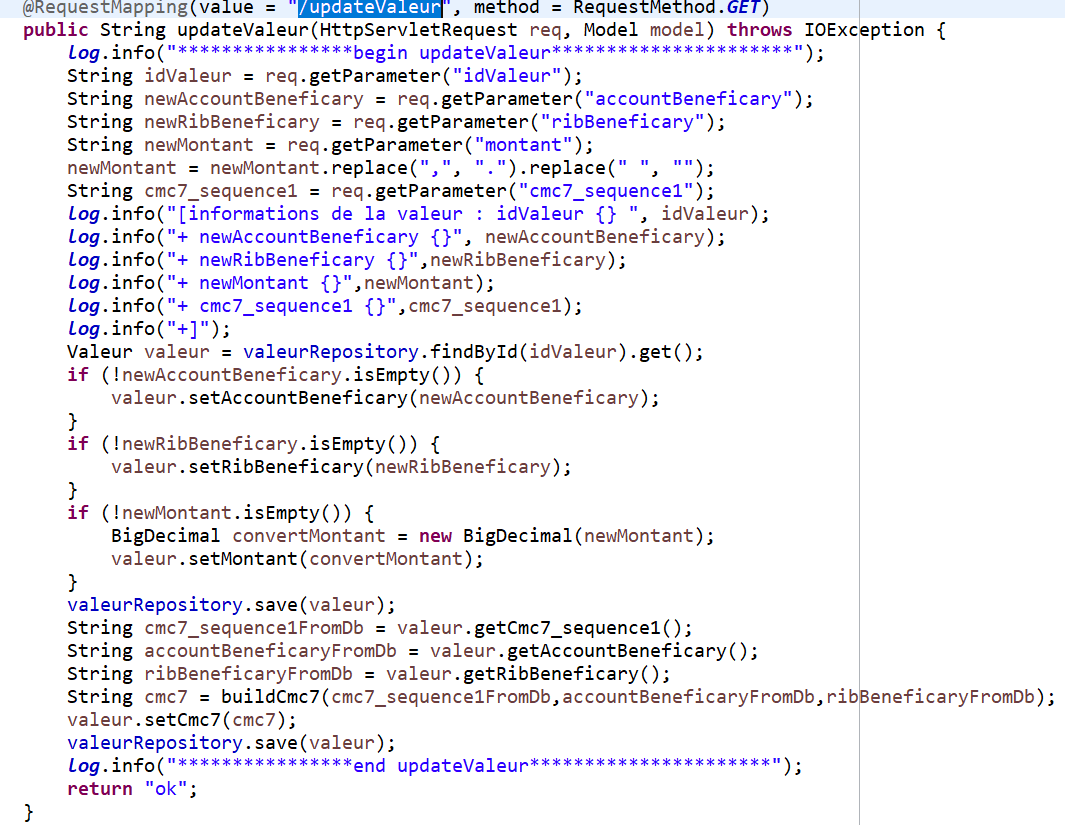 @RequestMapping(value = "/updateValeur", method = RequestMethod.GET)
public String updateValeur(HttpServletRequest req, Model model) throws IOException {
    log.info("****************begin updateValeur**********************");
    String idValeur = req.getParameter("idValeur");
    String newAccountBeneficary = req.getParameter("accountBeneficary");
    String newRibBeneficary = req.getParameter("ribBeneficary");
    String newMontant = req.getParameter("montant");
    newMontant = newMontant.replace(",", ".").replace(" ", "");
    String cmc7_sequence1 = req.getParameter("cmc7_sequence1");
    log.info("[informations de la valeur : idValeur {} ", idValeur);
    log.info("+ newAccountBeneficary {}", newAccountBeneficary);
    log.info("+ newRibBeneficary {}",newRibBeneficary);
    log.info("+ newMontant {}",newMontant);
    log.info("+ cmc7_sequence1 {}",cmc7_sequence1);
    log.info("+]");
    Valeur valeur = valeurRepository.findById(idValeur).get();
    if (!newAccountBeneficary.isEmpty()) {
        valeur.setAccountBeneficary(newAccountBeneficary);
    }
    if (!newRibBeneficary.isEmpty()) {
        valeur.setRibBeneficary(newRibBeneficary);
    }
    if (!newMontant.isEmpty()) {
        BigDecimal convertMontant = new BigDecimal(newMontant);
        valeur.setMontant(convertMontant);
    }
    valeurRepository.save(valeur);
    String cmc7_sequence1FromDb = valeur.getCmc7_sequence1();
    String accountBeneficaryFromDb = valeur.getAccountBeneficary();
    String ribBeneficaryFromDb = valeur.getRibBeneficary();
    String cmc7 = buildCmc7(cmc7_sequence1FromDb,accountBeneficaryFromDb,ribBeneficaryFromDb);
    valeur.setCmc7(cmc7);
    valeurRepository.save(valeur);
    log.info("****************end updateValeur**********************");
    return "ok";
}